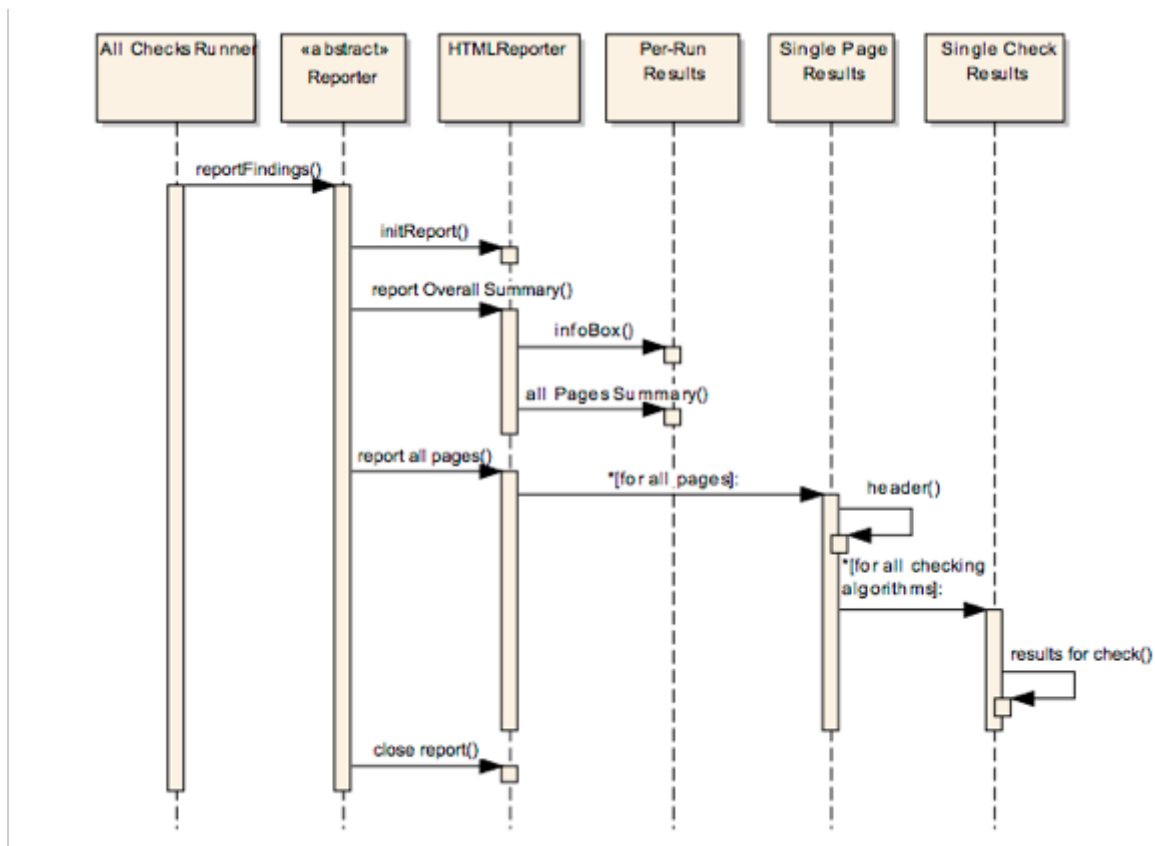 All Checks Runner
«abstract»
Reporter
HTMLReporter
Per-Run
Results
Single Page
Results
Single Check
Results
reportFindings()
initReport()
report Overall Summary()
infoBox()
all Pages Summary()
report all pages()
*[for all pages]:
header()
*[for all checking
algorithms]:
results for check()
close report()